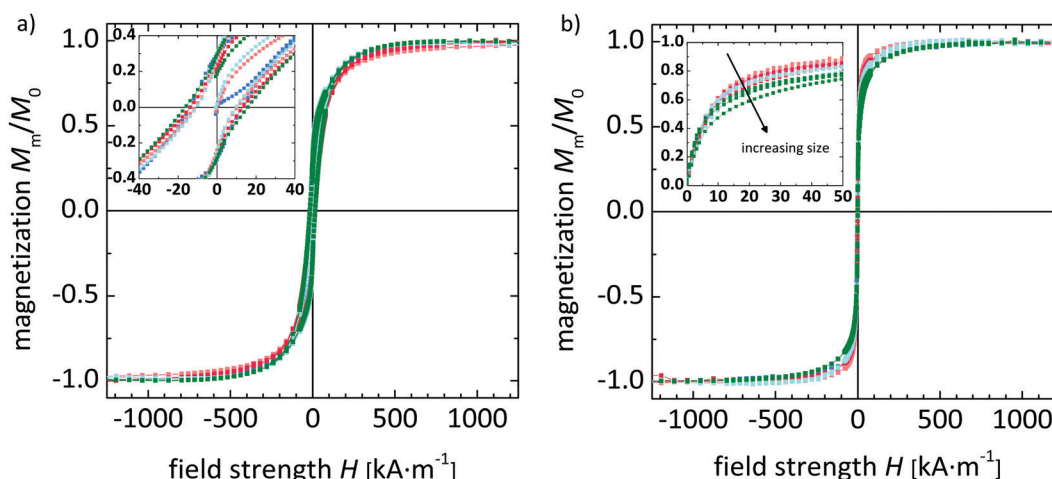 a)
magnetization Mm/M0
1.0
0.5
0.0
-0.5
-1.0
0.4
0.2
0.0
-0.2
-0.4
-40 -20 0 20 40
-1000 -500 0 500 1000
field strength H [kA·m⁻¹]
b)
magnetization Mm/M0
1.0
0.5
0.0
-0.5
-1.0
1.0
0.8
0.6
0.4
0.2
0.0
0 10 20 30 40 50
increasing size
-1000 -500 0 500 1000
field strength H [kA·m⁻¹]